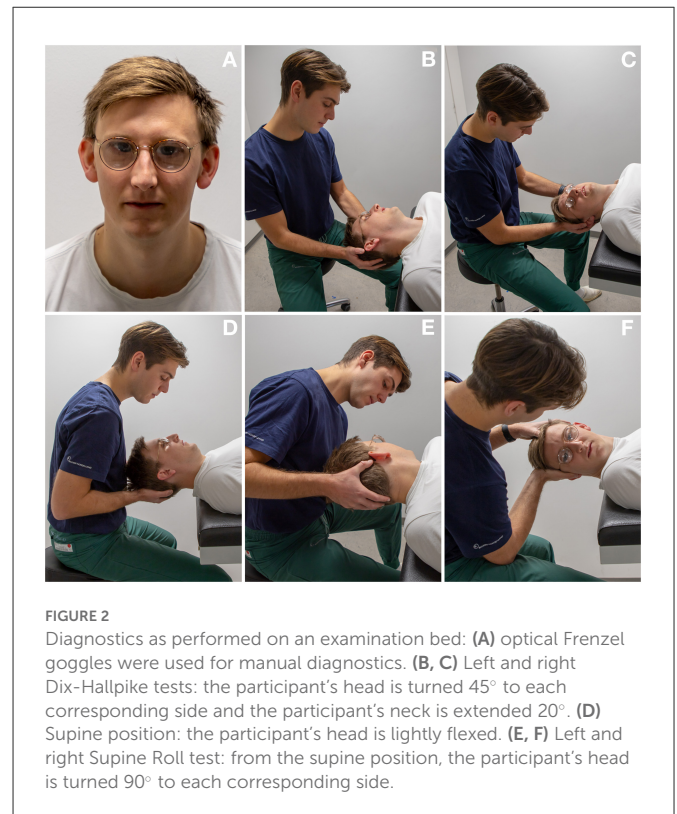 A
B
C
D
E
F
FIGURE 2
Diagnostics as performed on an examination bed: (A) optical Frenzel
goggles were used for manual diagnostics. (B, C) Left and right
Dix-Hallpike tests: the participant's head is turned 45° to each
corresponding side and the participant's neck is extended 20°. (D)
Supine position: the participant's head is lightly flexed. (E, F) Left and
right Supine Roll test: from the supine position, the participant's head
is turned 90° to each corresponding side.